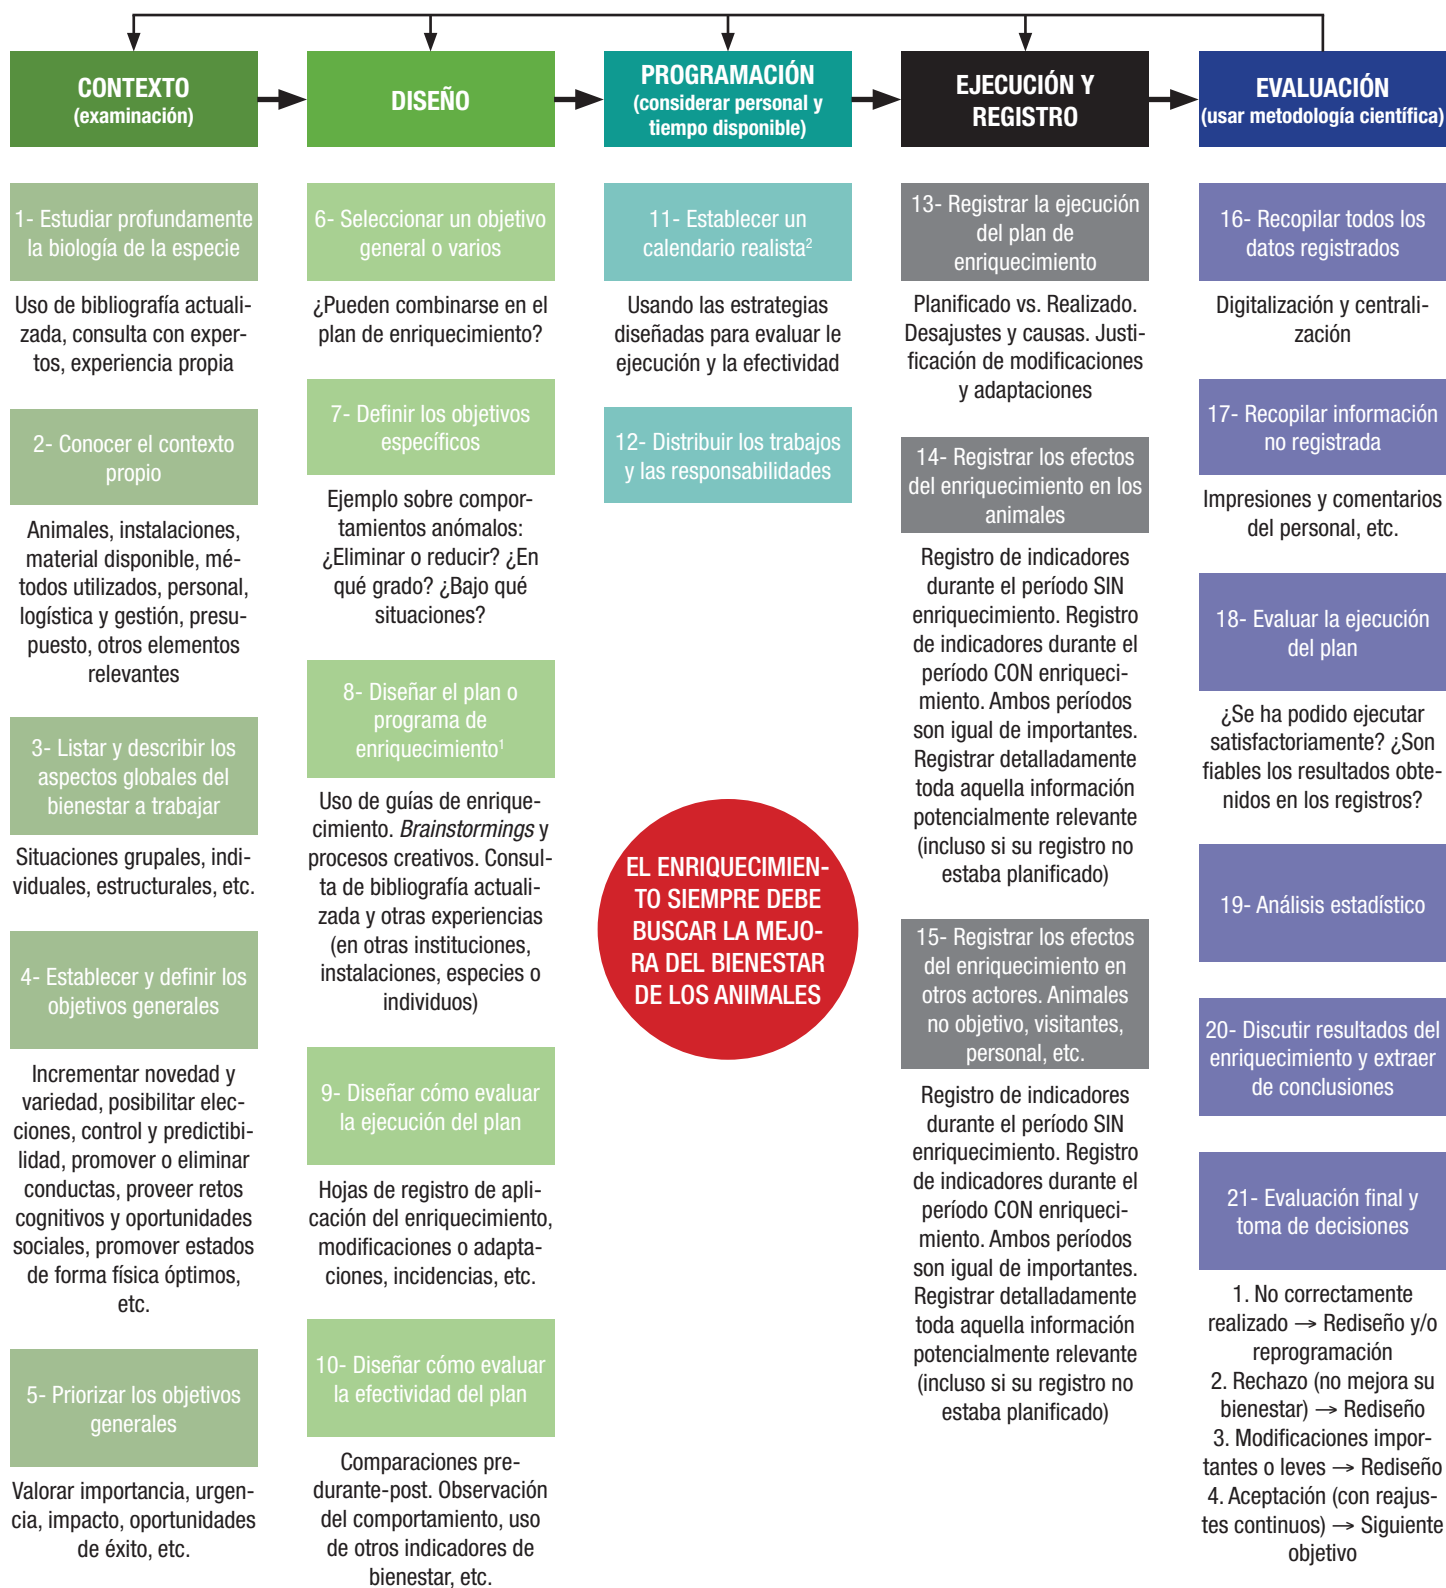 CONTEXTO
(examinación)
1- Estudiar profundamente
la biología de la especie
Uso de bibliografía actuali-
zada, consulta con exper-
tos, experiencia propia
2- Conocer el contexto
propio
Animales, instalaciones,
material disponible, mé-
todos utilizados, personal,
logística y gestión, presu-
puesto, otros elementos
relevantes
3- Listar y describir los
aspectos globales del
bienestar a trabajar
Situaciones grupales, indi-
viduales, estructurales, etc.
4- Establecer y definir los
objetivos generales
Incrementar novedad y
variedad, posibilitar elec-
ciones, control y predictibi-
lidad, promover o eliminar
conductas, proveer retos
cognitivos y oportunidades
sociales, promover estados
de forma física óptimos,
etc.
5- Priorizar los objetivos
generales
Valorar importancia, urgen-
cia, impacto, oportunidades
de éxito, etc.
DISEÑO
6- Seleccionar un objetivo
general o varios
¿Pueden combinarse en el
plan de enriquecimiento?
7- Definir los objetivos
específicos
Ejemplo sobre compor-
tamientos anómalos:
¿Eliminar o reducir? ¿En
qué grado? ¿Bajo qué
situaciones?
8- Diseñar el plan o
programa de
enriquecimiento¹
Uso de guías de enrique-
cimiento. Brainstormings y
procesos creativos. Consul-
ta de bibliografía actuali-
zada y otras experiencias
(en otras instituciones,
instalaciones, especies o
individuos)
9- Diseñar cómo evaluar
la ejecución del plan
Hojas de registro de apli-
cación del enriquecimiento,
modificaciones o adapta-
ciones, incidencias, etc.
10- Diseñar cómo evaluar
la efectividad del plan
Comparaciones pre-
durante-post. Observación
del comportamiento, uso
de otros indicadores de
bienestar, etc.
PROGRAMACIÓN
(considerar personal y
tiempo disponible)
11- Establecer un
calendario realista²
Usando las estrategias
diseñadas para evaluar le
ejecución y la efectividad
12- Distribuir los trabajos
y las responsabilidades
EL ENRIQUECIMIEN-
TO SIEMPRE DEBE
BUSCAR LA MEJO-
RA DEL BIENESTAR
DE LOS ANIMALES
EJECUCIÓN Y
REGISTRO
13- Registrar la ejecución
del plan de
enriquecimiento
Planificado vs. Realizado.
Desajustes y causas. Justi-
ficación de modificaciones
y adaptaciones
14- Registrar los efectos
del enriquecimiento en los
animales
Registro de indicadores
durante el período SIN
enriquecimiento. Registro
de indicadores durante el
período CON enriqueci-
miento. Ambos períodos
son igual de importantes.
Registrar detalladamente
toda aquella información
potencialmente relevante
(incluso si su registro no
estaba planificado)
15- Registrar los efectos
del enriquecimiento en
otros actores. Animales
no objetivo, visitantes,
personal, etc.
Registro de indicadores
durante el período SIN
enriquecimiento. Registro
de indicadores durante el
período CON enriqueci-
miento. Ambos períodos
son igual de importantes.
Registrar detalladamente
toda aquella información
potencialmente relevante
(incluso si su registro no
estaba planificado)
EVALUACIÓN
(usar metodología científica)
16- Recopilar todos los
datos registrados
Digitalización y centrali-
zación
17- Recopilar información
no registrada
Impresiones y comentarios
del personal, etc.
18- Evaluar la ejecución
del plan
¿Se ha podido ejecutar
satisfactoriamente? ¿Son
fiables los resultados obte-
nidos en los registros?
19- Análisis estadístico
20- Discutir resultados del
enriquecimiento y extraer
de conclusiones
21- Evaluación final y
toma de decisiones
1. No correctamente
realizado → Rediseño y/o
reprogramación
2. Rechazo (no mejora su
bienestar) → Rediseño
3. Modificaciones impor-
tantes o leves → Rediseño
4. Aceptación (con reajus-
tes continuos) → Siguiente
objetivo